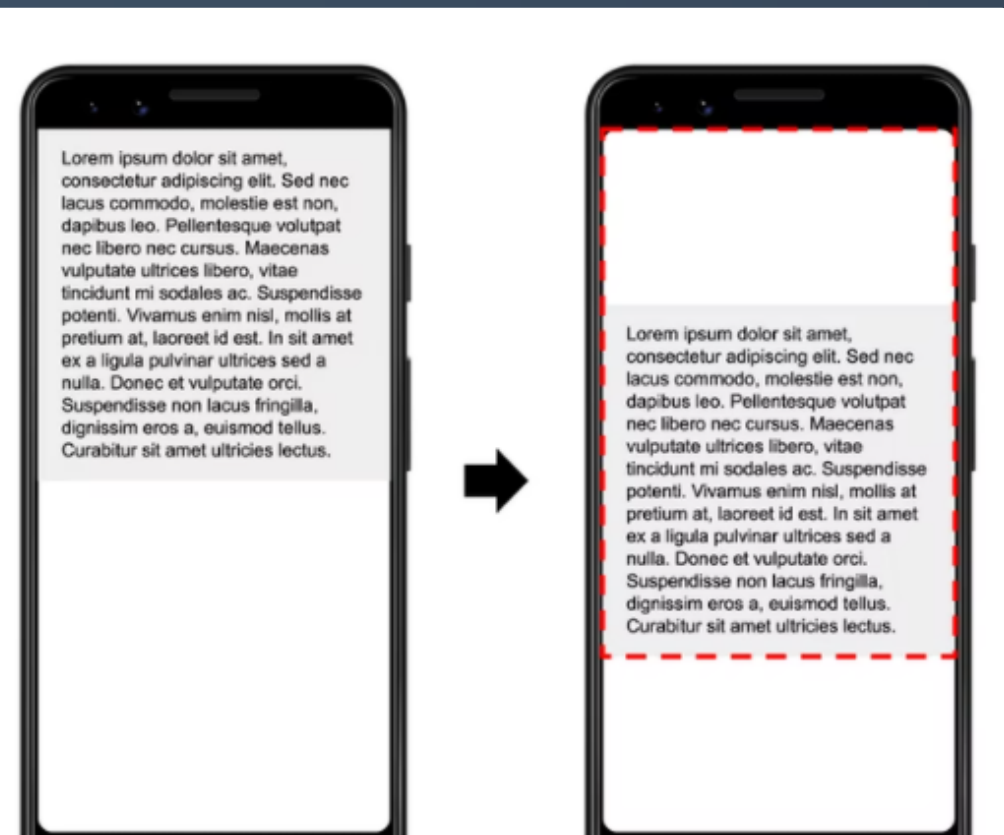 Lorem ipsum dolor sit amet,
consectetur adipiscing elit. Sed nec
lacus commodo, molestie est non,
dapibus leo. Pellentesque volutpat
nec libero nec cursus. Maecenas
vulputate ultrices libero, vitae
tincidunt mi sodales ac. Suspendisse
potenti. Vivamus enim nisl, mollis at
pretium at, laoreet id est. In sit amet
ex a ligula pulvinar ultrices sed a
nulla. Donec et vulputate orci.
Suspendisse non lacus fringilla,
dignissim eros a, euismod tellus.
Curabitur sit amet ultricies lectus.
Lorem ipsum dolor sit amet,
consectetur adipiscing elit. Sed nec
lacus commodo, molestie est non,
dapibus leo. Pellentesque volutpat
nec libero nec cursus. Maecenas
vulputate ultrices libero, vitae
tincidunt mi sodales ac. Suspendisse
potenti. Vivamus enim nisl, mollis at
pretium at, laoreet id est. In sit amet
ex a ligula pulvinar ultrices sed a
nulla. Donec et vulputate orci.
Suspendisse non lacus fringilla,
dignissim eros a, euismod tellus.
Curabitur sit amet ultricies lectus.